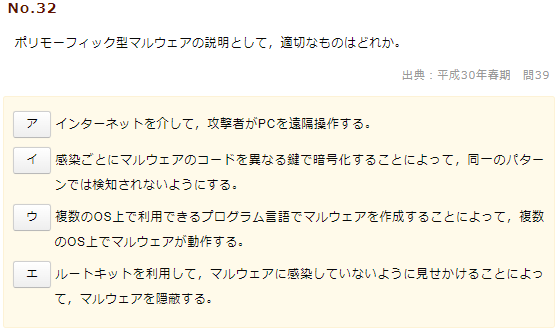 No.32
ポリモーフィック型マルウェアの説明として，適切なものはどれか。
出典：平成30年春期　問39
ア インターネットを介して，攻撃者がPCを遠隔操作する。
イ 感染ごとにマルウェアのコードを異なる鍵で暗号化することによって，同一のパター
ンでは検知されないようにする。
ウ 複数のOS上で利用できるプログラム言語でマルウェアを作成することによって，複数
のOS上でマルウェアが動作する。
エ ルートキットを利用して，マルウェアに感染していないように見せかけることによっ
て，マルウェアを隠蔽する。